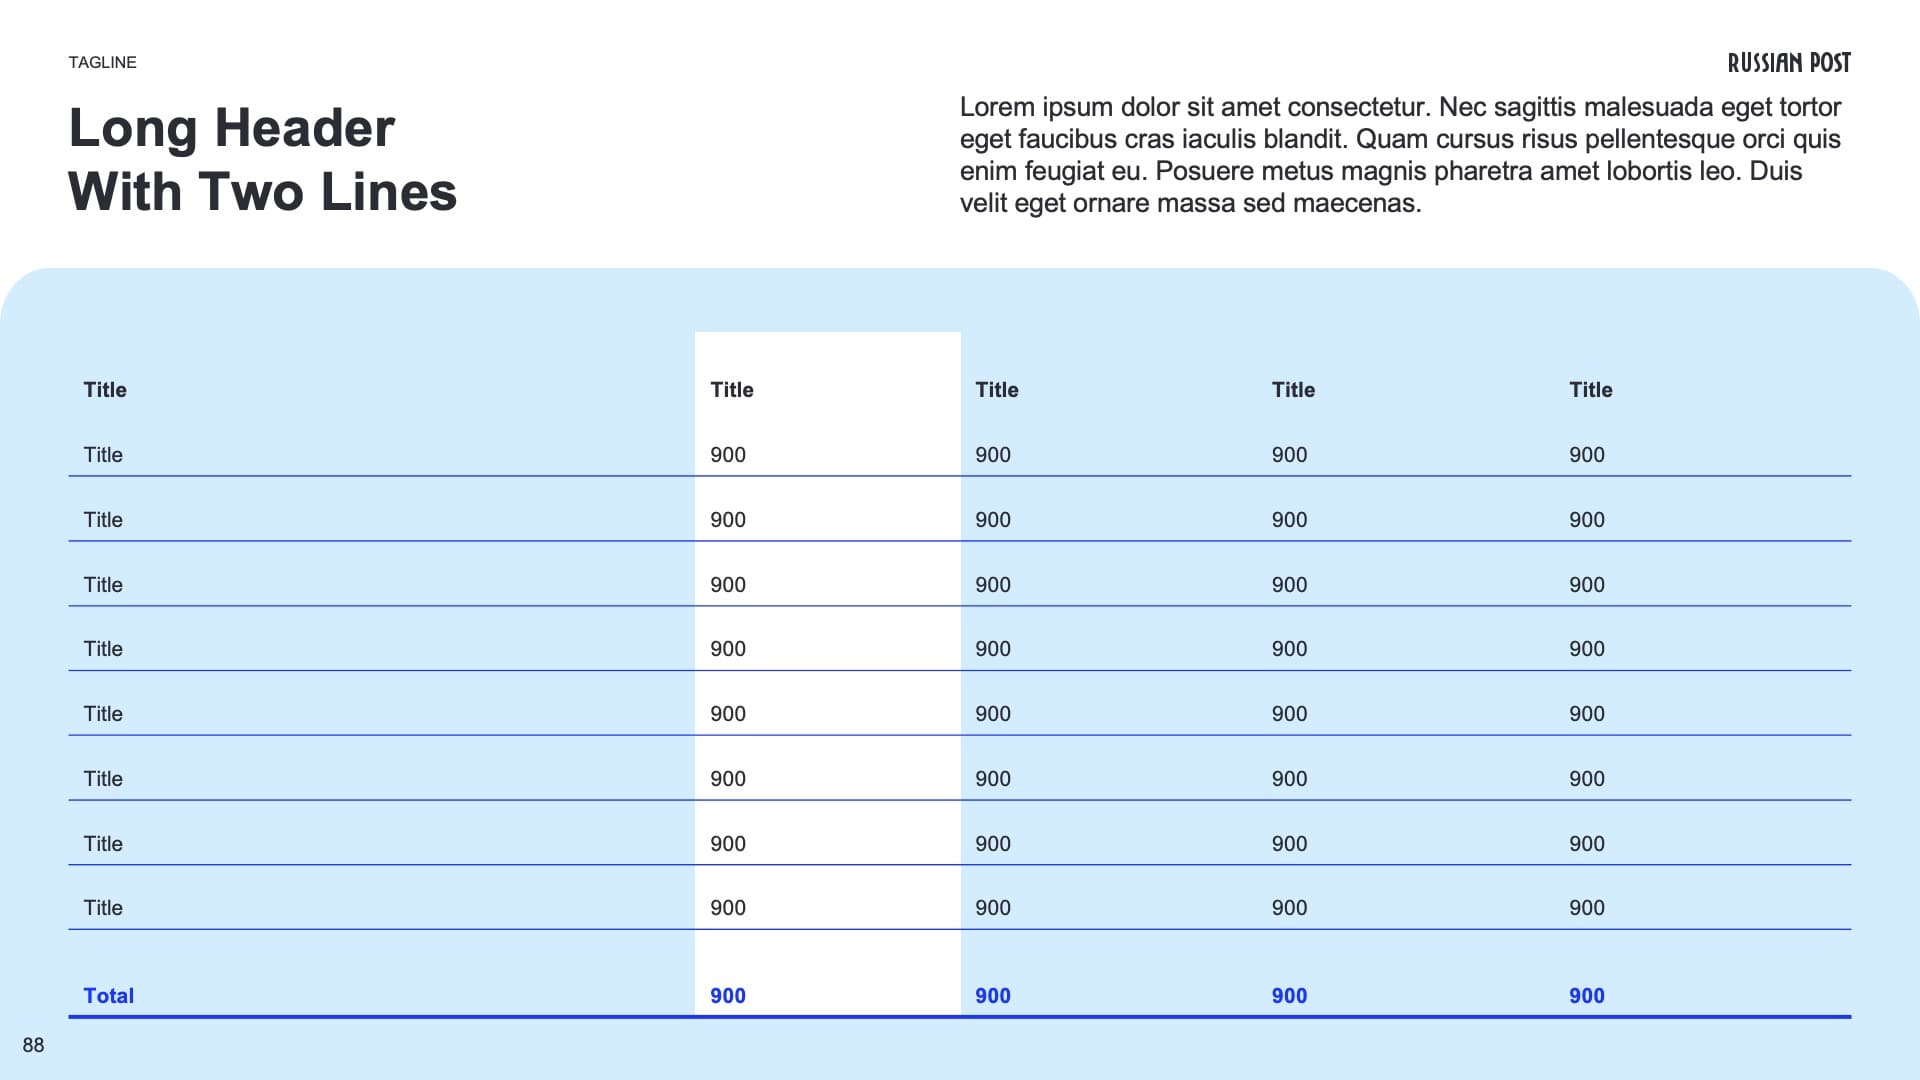 TAGLINE
RUSSIAN POST
Long Header
With Two Lines
Lorem ipsum dolor sit amet consectetur. Nec sagittis malesuada eget tortor
eget faucibus cras iaculis blandit. Quam cursus risus pellentesque orci quis
enim feugiat eu. Posuere metus magnis pharetra amet lobortis leo. Duis
velit eget ornare massa sed maecenas.
Title Title Title Title Title
Title 900 900 900 900
Title 900 900 900 900
Title 900 900 900 900
Title 900 900 900 900
Title 900 900 900 900
Title 900 900 900 900
Title 900 900 900 900
Title 900 900 900 900
Total 900 900 900 900
88